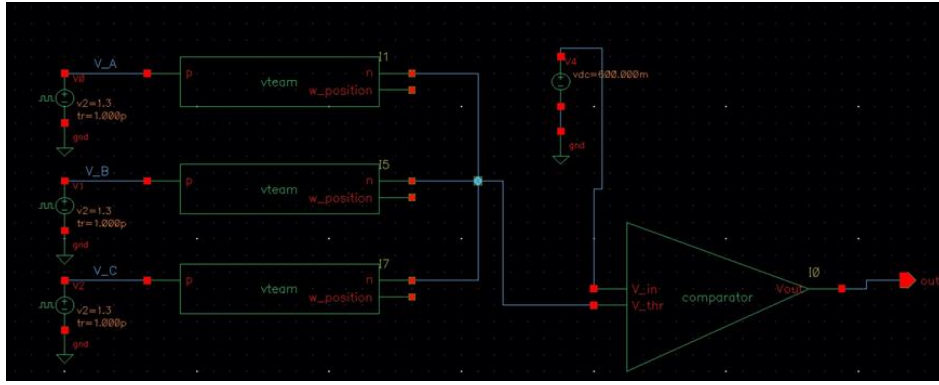 V_A
V0
v2=1.3
tr=1.000p
gnd
I1
p
vteam
n
w_position
V4
vdc=600.000m
gnd
V_B
V1
v2=1.3
tr=1.000p
gnd
I5
p
vteam
n
w_position
V_C
V2
v2=1.3
tr=1.000p
gnd
I7
p
vteam
n
w_position
I0
V_in
V_thr
comparator
Vout
out